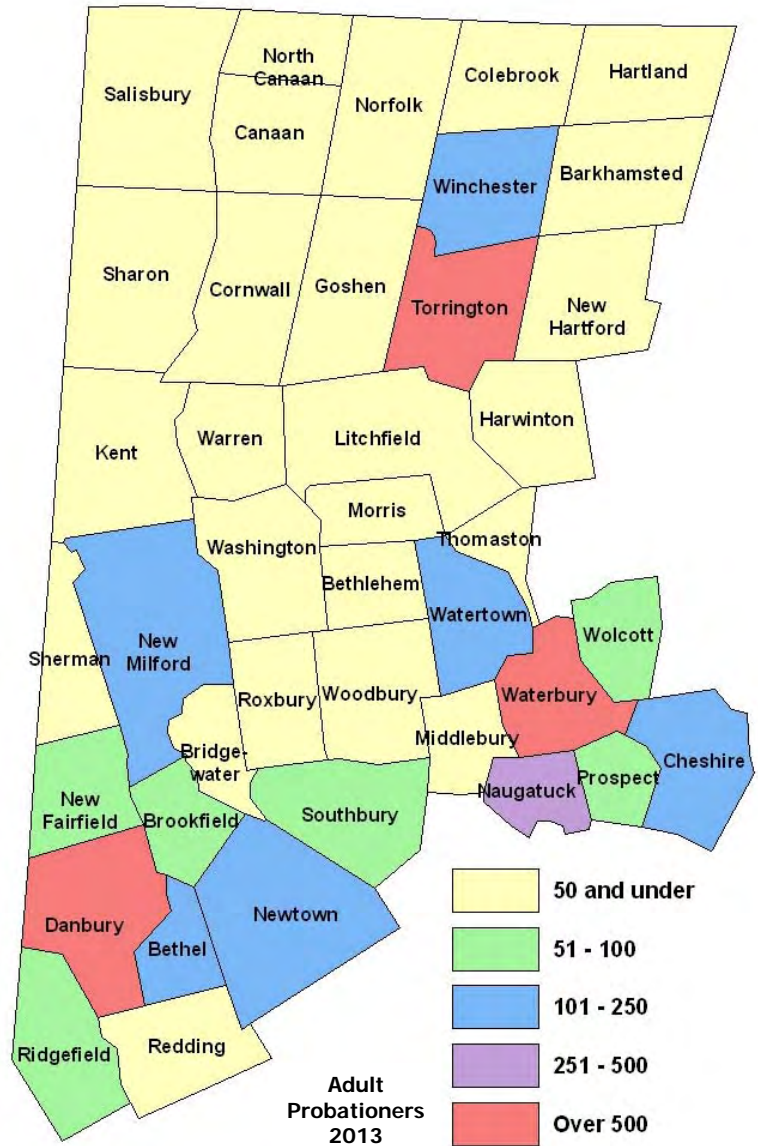 North
Canaan
Colebrook
Hartland
Salisbury
Norfolk
Canaan
Winchester
Barkhamsted
Sharon
Cornwall
Goshen
Torrington
New
Hartford
Kent
Warren
Litchfield
Harwinton
Morris
Washington
Thomaston
Bethlehem
Watertown
Wolcott
Sherman
New
Milford
Roxbury
Woodbury
Waterbury
Middlebury
Bridge-
water
Cheshire
Naugatuck
Prospect
New
Fairfield
Brookfield
Southbury
Danbury
Bethel
Newtown
Ridgefield
Redding
50 and under
51 - 100
101 - 250
251 - 500
Over 500
Adult
Probationers
2013